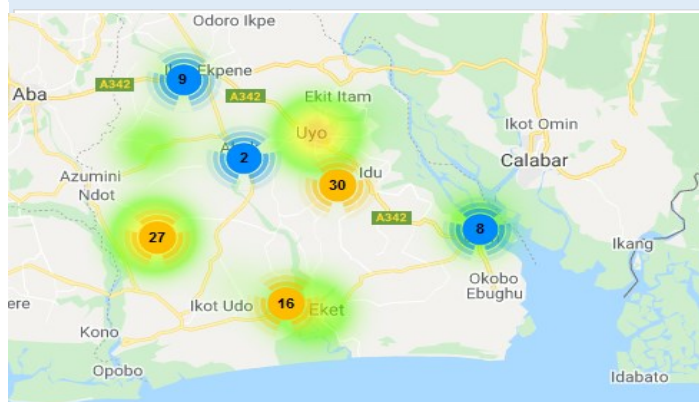 Odoro Ikpe
9
Ekpene
A342
A342
Aba
Ekit Itam
Uyo
Ikot Omin
2
Calabar
Idu
Azumini
Ndot
30
A342
27
8
Ikang
Okobo
Ebughu
ere
Ikot Udo
16
Eket
Kono
Opobo
Idabato